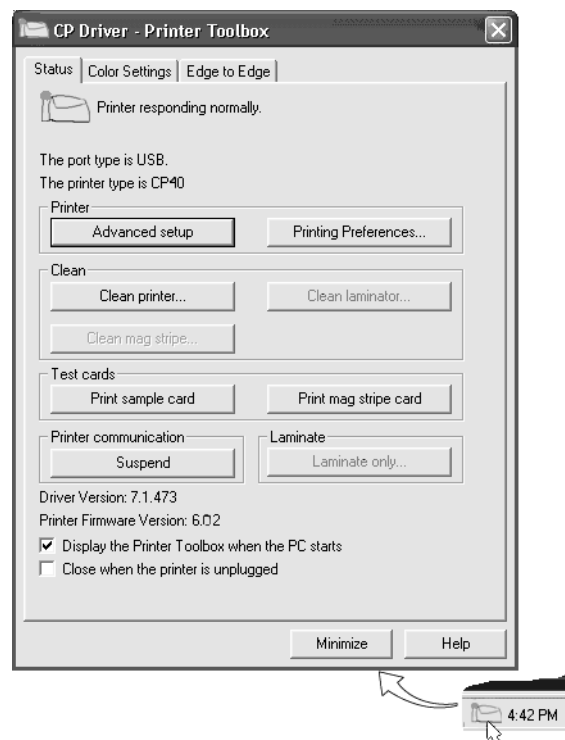 CP Driver - Printer Toolbox
Status Color Settings Edge to Edge
Printer responding normally.
The port type is USB.
The printer type is CP40
Printer
Advanced setup Printing Preferences...
Clean
Clean printer... Clean laminator...
Clean mag stripe...
Test cards
Print sample card Print mag stripe card
Printer communication Laminate
Suspend Laminate only...
Driver Version: 7.1.473
Printer Firmware Version: 6.02
Display the Printer Toolbox when the PC starts
Close when the printer is unplugged
Minimize Help
4:42 PM